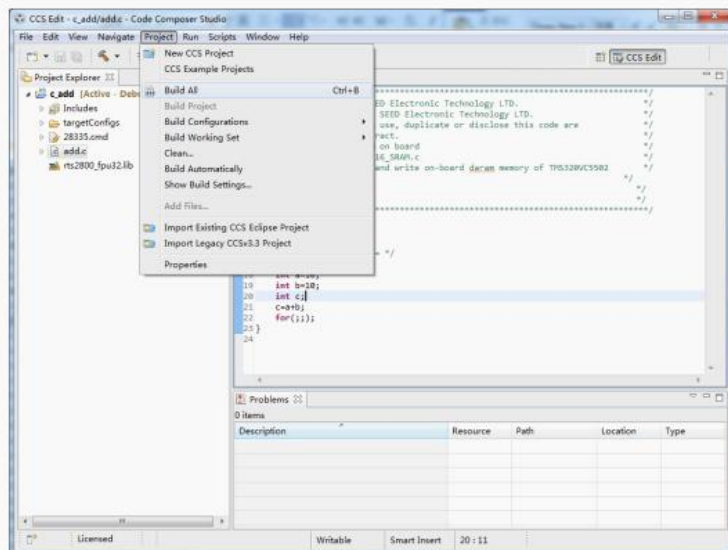 CCS Edit - c_add/add.c - Code Composer Studio
File Edit View Navigate Project Run Scripts Window Help
CCS Edit
Project Explorer
c_add [Active - Debu
Includes
targetConfigs
28335.cmd
add.c
rts2800_fpu32.lib
New CCS Project
CCS Example Projects
Build All Ctrl+B
Build Project
Build Configurations
Build Working Set
Clean...
Build Automatically
Show Build Settings...
Add Files...
Import Existing CCS Eclipse Project
Import Legacy CCSv3.3 Project
Properties
*****/
ED Electronic Technology LTD. */
SEED Electronic Technology LTD. */
use, duplicate or disclose this code are */
ract. */
on board */
16_SRAM.c */
and write on-board daram memory of TMS320VC5502 */
*/
*/
*/
*****/
= */
int b=10;
19 int b=10;
20 int c;
21 c=a+b;
22 for(;;);
23 }
24
Problems
0 items
Description Resource Path Location Type
Licensed Writable Smart Insert 20 : 11